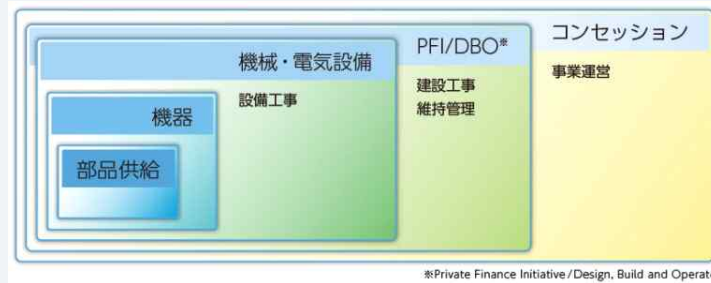 コンセッション
事業運営
PFI/DBO※
建設工事
維持管理
機械・電気設備
設備工事
機器
部品供給
※Private Finance Initiative/Design, Build and Operate